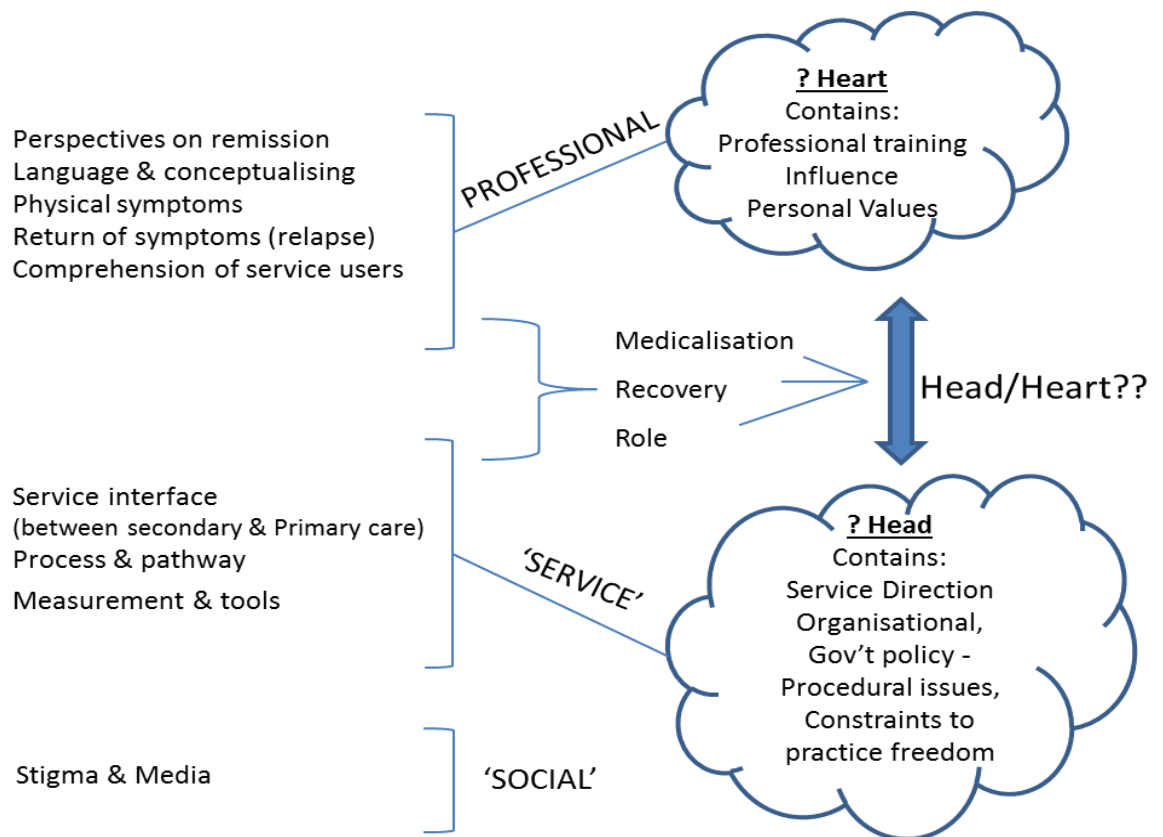 Perspectives on remission
Language & conceptualising
Physical symptoms
Return of symptoms (relapse)
Comprehension of service users
PROFESSIONAL
? Heart
Contains:
Professional training
Influence
Personal Values
Medicalisation
Recovery
Role
Head/Heart??
Service interface
(between secondary & Primary care)
Process & pathway
Measurement & tools
‘SERVICE’
? Head
Contains:
Service Direction
Organisational,
Gov’t policy -
Procedural issues,
Constraints to
practice freedom
Stigma & Media
‘SOCIAL’